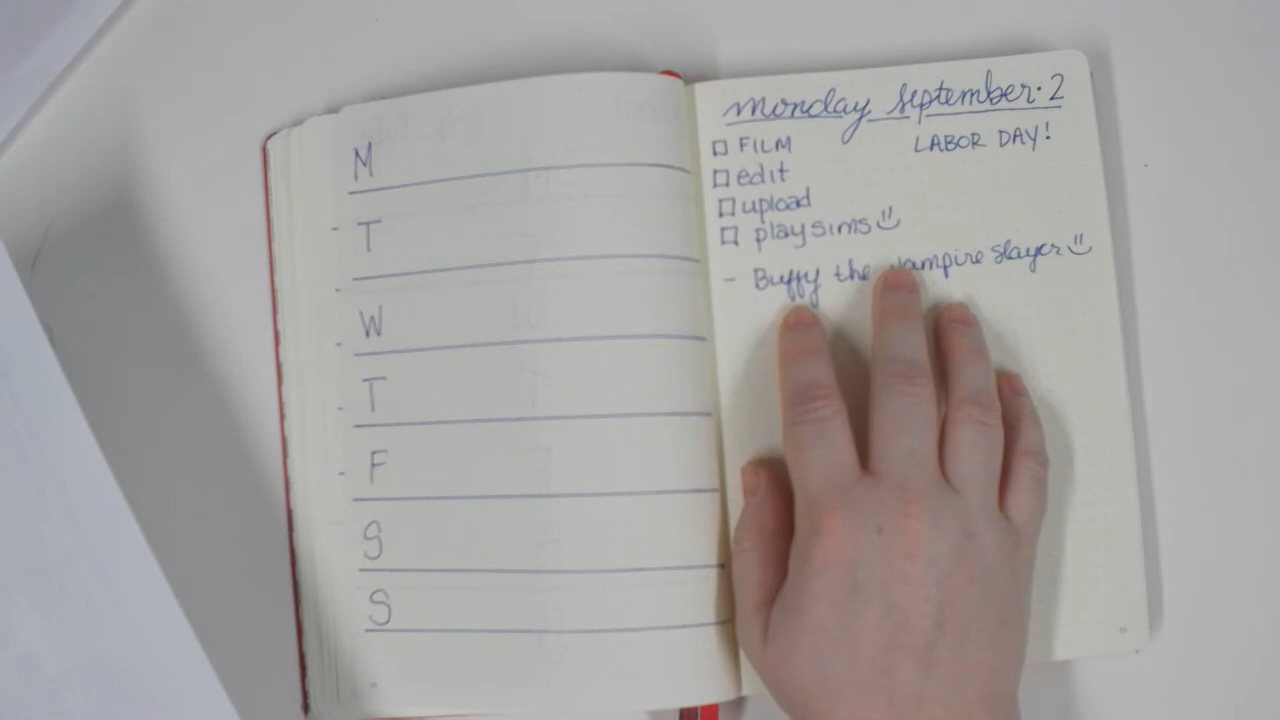 M
T
W
T
F
S
S
monday september · 2
LABOR DAY!
FILM
edit
upload
play sims
- Buffy the vampire slayer